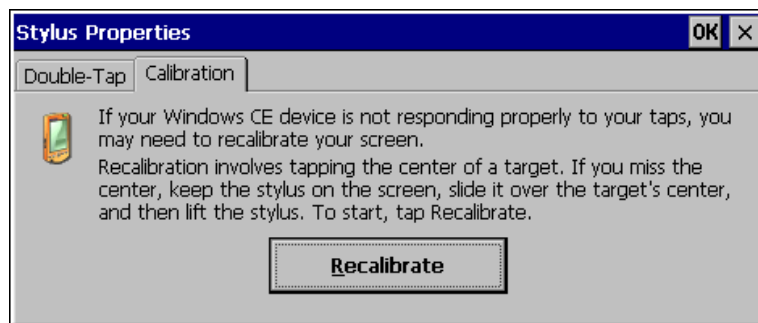 Stylus Properties OK ×
Double-Tap Calibration
If your Windows CE device is not responding properly to your taps, you
may need to recalibrate your screen.
Recalibration involves tapping the center of a target. If you miss the
center, keep the stylus on the screen, slide it over the target's center,
and then lift the stylus. To start, tap Recalibrate.
Recalibrate